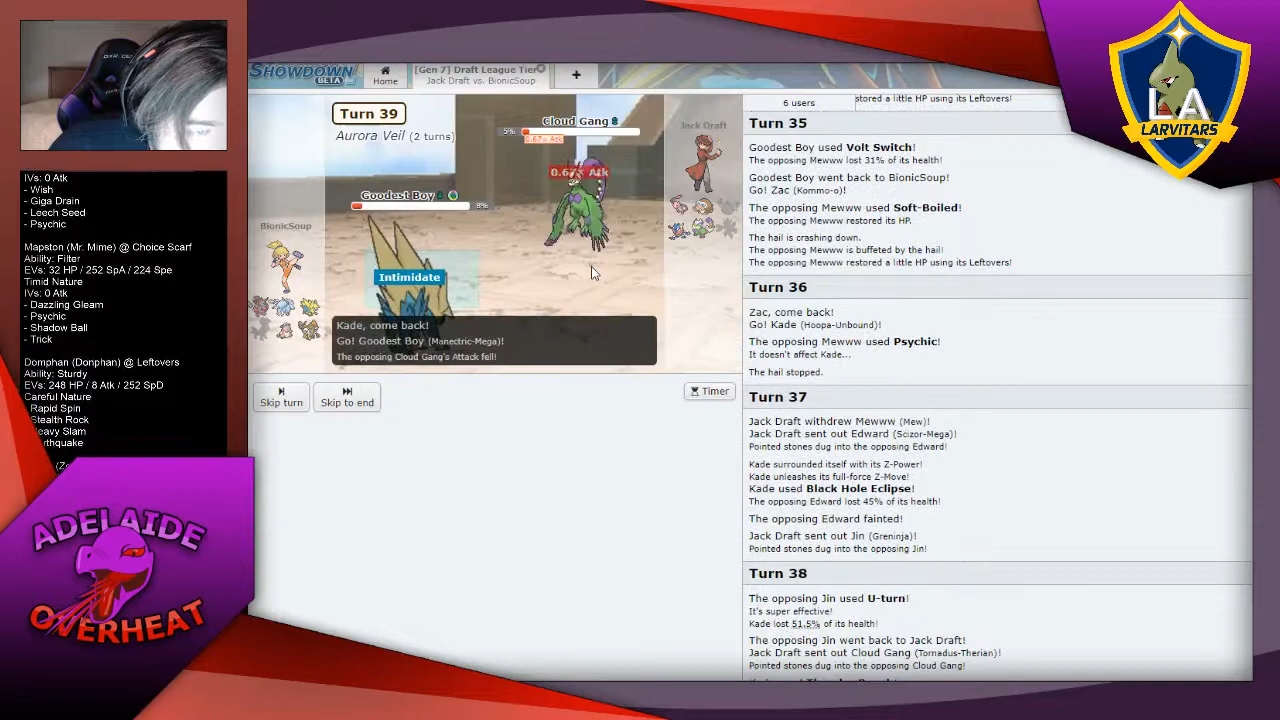 IVs: 0 Atk
- Wish
- Giga Drain
- Leech Seed
- Psychic
Mapston (Mr. Mime) @ Choice Scarf
Ability: Filter
EVs: 32 HP / 252 SpA / 224 Spe
Timid Nature
IVs: 0 Atk
- Dazzling Gleam
- Psychic
- Shadow Ball
- Trick
Domphan (Donphan) @ Leftovers
Ability: Sturdy
EVs: 248 HP / 8 Atk / 252 SpD
Careful Nature
- Rapid Spin
Stealth Rock
ADELAIDE
OVERHEAT
SHOWDOWN
BETA
Home
[Gen 7] Draft League Tier
Jack Draft vs. BionicSoup
+
Turn 39
Aurora Veil (2 turns)
Cloud Gang
5%
0.67× Atk
0.67× Atk
Jack Draft
Goodest Boy
8%
BionicSoup
Intimidate
Kade, come back!
Go! Goodest Boy (Manectric-Mega)!
The opposing Cloud Gang's Attack fell!
Skip turn
Skip to end
Timer
6 users
stored a little HP using its Leftovers!
Turn 35
Goodest Boy used Volt Switch!
The opposing Mewww lost 31% of its health!
Goodest Boy went back to BionicSoup!
Go! Zac (Kommo-o)!
The opposing Mewww used Soft-Boiled!
The opposing Mewww restored its HP.
The hail is crashing down.
The opposing Mewww is buffeted by the hail!
The opposing Mewww restored a little HP using its Leftovers!
Turn 36
Zac, come back!
Go! Kade (Hoopa-Unbound)!
The opposing Mewww used Psychic!
It doesn't affect Kade...
The hail stopped.
Turn 37
Jack Draft withdrew Mewww (Mew)!
Jack Draft sent out Edward (Scizor-Mega)!
Pointed stones dug into the opposing Edward!
Kade surrounded itself with its Z-Power!
Kade unleashes its full-force Z-Move!
Kade used Black Hole Eclipse!
The opposing Edward lost 45% of its health!
The opposing Edward fainted!
Jack Draft sent out Jin (Greninja)!
Pointed stones dug into the opposing Jin!
Turn 38
The opposing Jin used U-turn!
It's super effective!
Kade lost 51.5% of its health!
The opposing Jin went back to Jack Draft!
Jack Draft sent out Cloud Gang (Tornadus-Therian)!
Pointed stones dug into the opposing Cloud Gang!
LA
LARVITARS